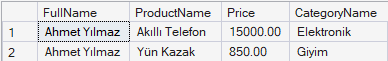 FullName ProductName Price CategoryName
1 Ahmet Yılmaz Akıllı Telefon 15000.00 Elektronik
2 Ahmet Yılmaz Yün Kazak 850.00 Giyim